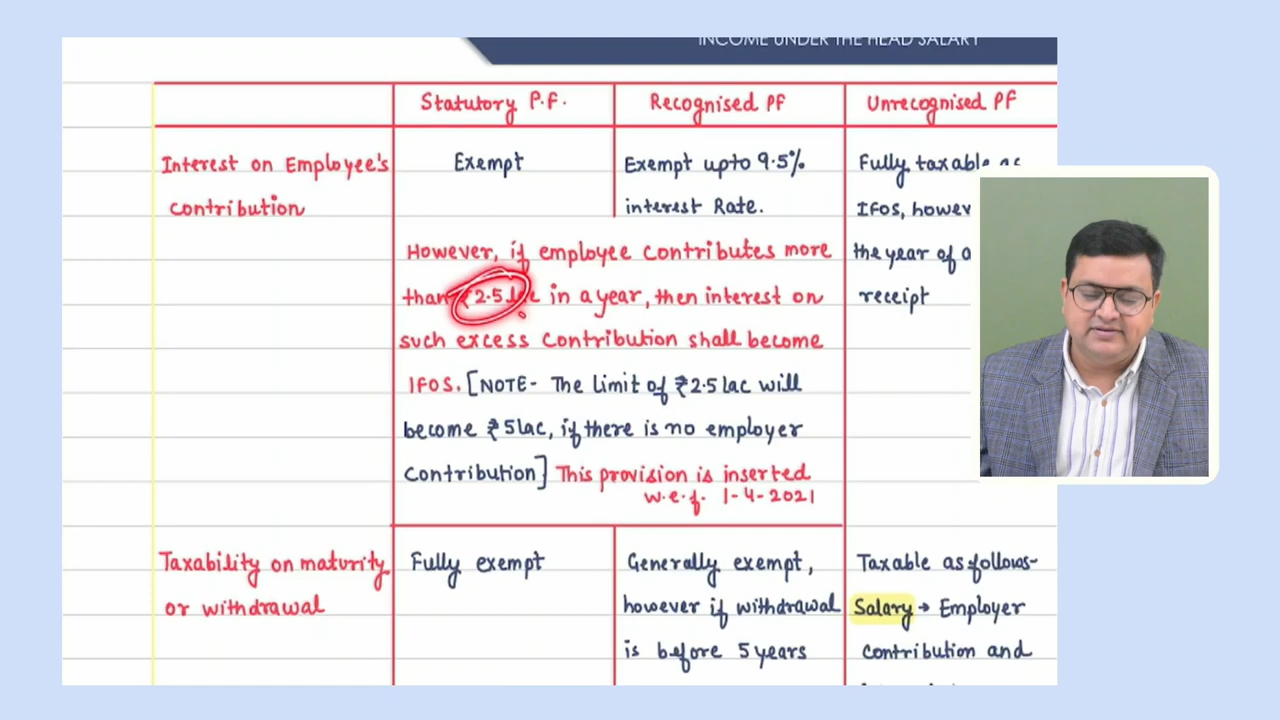 INCOME UNDER THE HEAD SALARY
Statutory P.F. Recognised PF Unrecognised PF
Interest on Employee's Exempt Exempt upto 9.5% Fully taxable as
contribution interest Rate. IFOS, howev
However, if employee contributes more the year of
than ₹2.5 lac in a year, then interest on receipt
such excess contribution shall become
IFOS. [NOTE- The limit of ₹2.5 lac will
become ₹5lac, if there is no employer
contribution] This provision is inserted
w.e.f. 1-4-2021
Taxability on maturity Fully exempt Generally exempt, Taxable as follows-
or withdrawal however if withdrawal Salary → Employer
is before 5 years contribution and